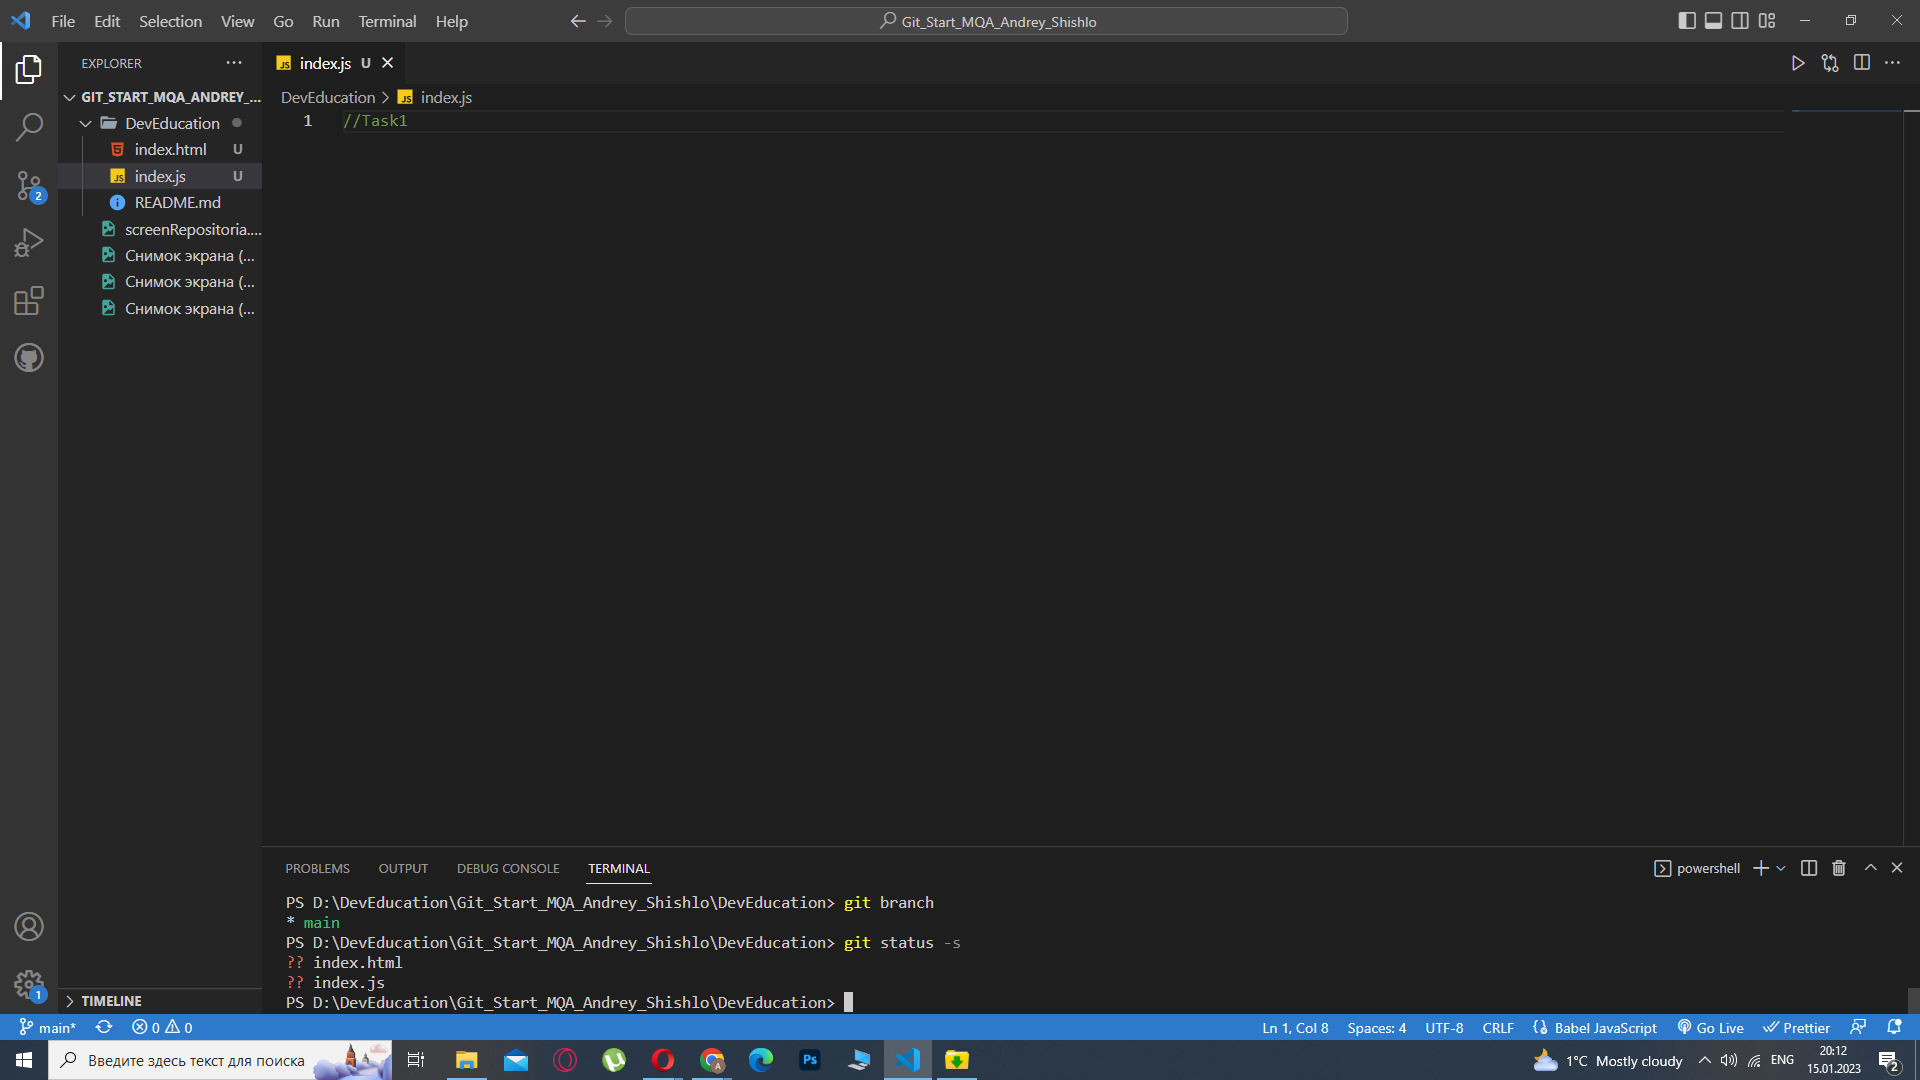 File Edit Selection View Go Run Terminal Help
Git_Start_MQA_Andrey_Shishlo
EXPLORER
GIT_START_MQA_ANDREY_...
DevEducation
index.html U
index.js U
README.md
screenRepositoria....
Снимок экрана (...
Снимок экрана (...
Снимок экрана (...
TIMELINE
2
1
index.js U
DevEducation > index.js
1 //Task1
PROBLEMS OUTPUT DEBUG CONSOLE TERMINAL
powershell
PS D:\DevEducation\Git_Start_MQA_Andrey_Shishlo\DevEducation> git branch
* main
PS D:\DevEducation\Git_Start_MQA_Andrey_Shishlo\DevEducation> git status -s
?? index.html
?? index.js
PS D:\DevEducation\Git_Start_MQA_Andrey_Shishlo\DevEducation>
main* 0 0
Ln 1, Col 8 Spaces: 4 UTF-8 CRLF Babel JavaScript Go Live Prettier
Введите здесь текст для поиска
Ps
A
1°C Mostly cloudy
ENG
20:12
15.01.2023
2